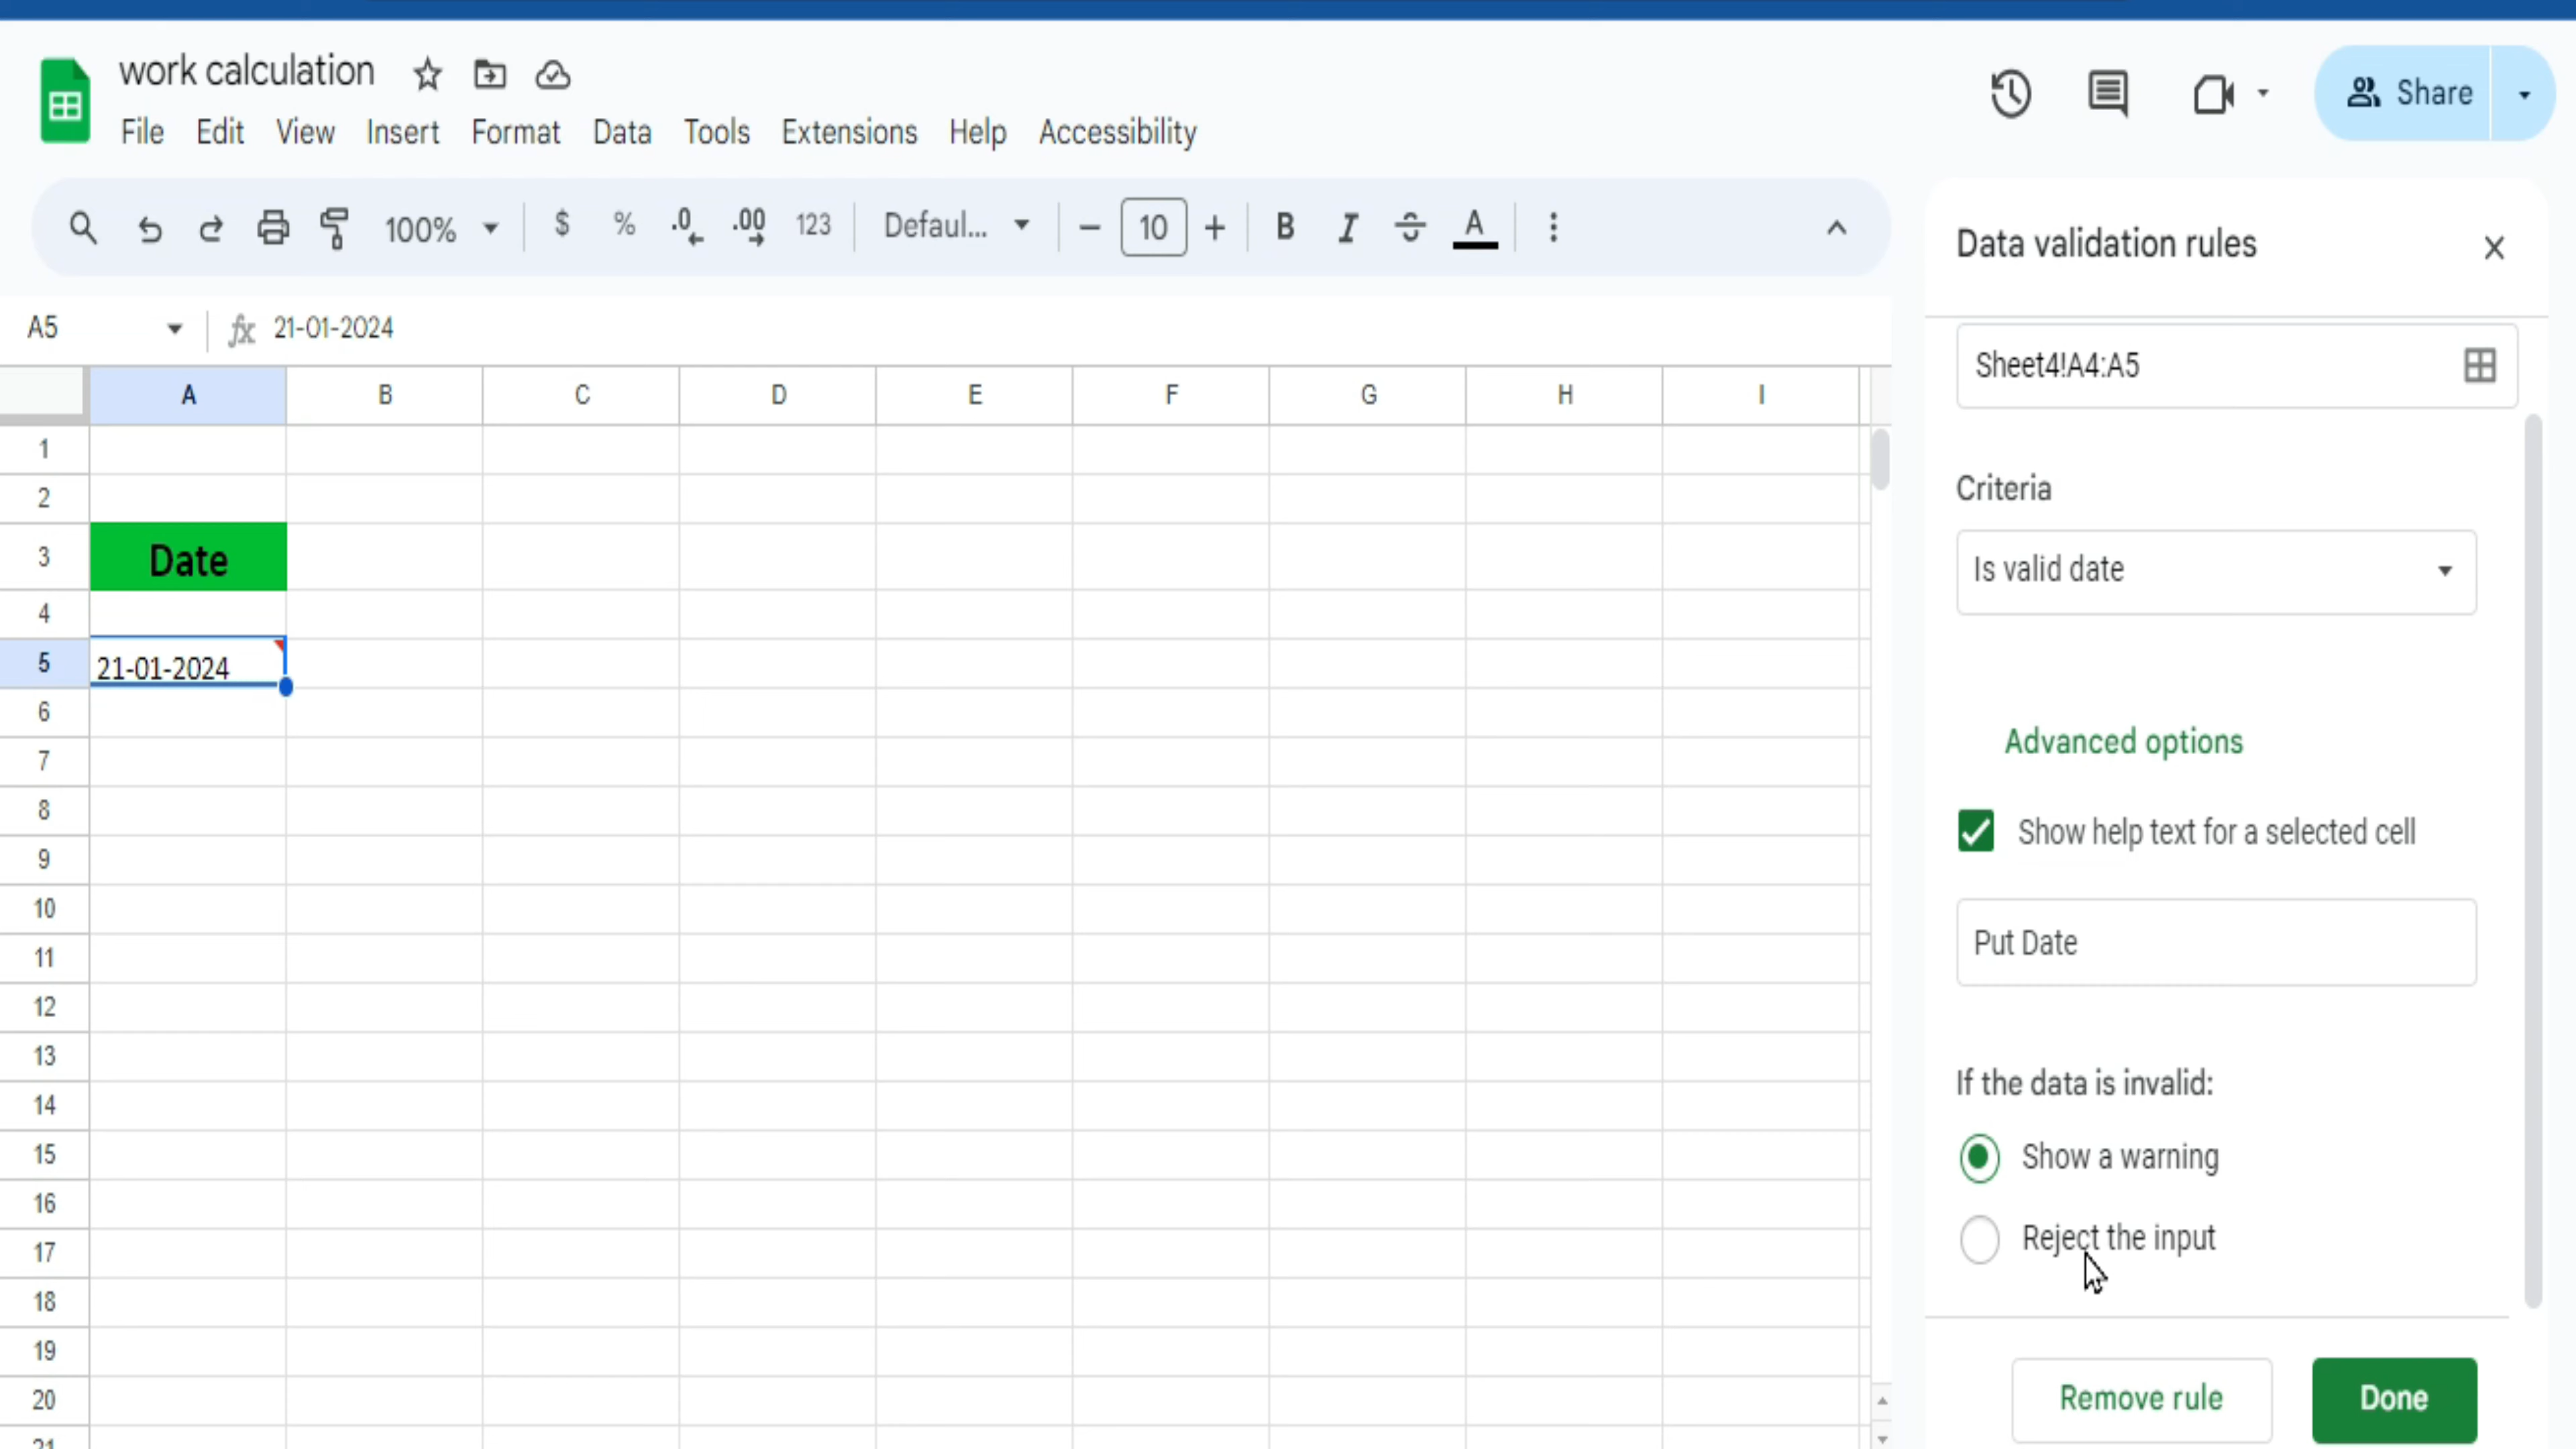 work calculation
File Edit View Insert Format Data Tools Extensions Help Accessibility
Share
100% $ % .0 .00 123 Defaul... 10 B I S A
Data validation rules
A5 fx 21-01-2024
Sheet4!A4:A5
A B C D E F G H I
1
2
Criteria
3 Date
Is valid date
4
5 21-01-2024
6
7
Advanced options
8
Show help text for a selected cell
9
10
Put Date
11
12
13
If the data is invalid:
14
15
Show a warning
16
17
Reject the input
18
19
20
Remove rule Done
21